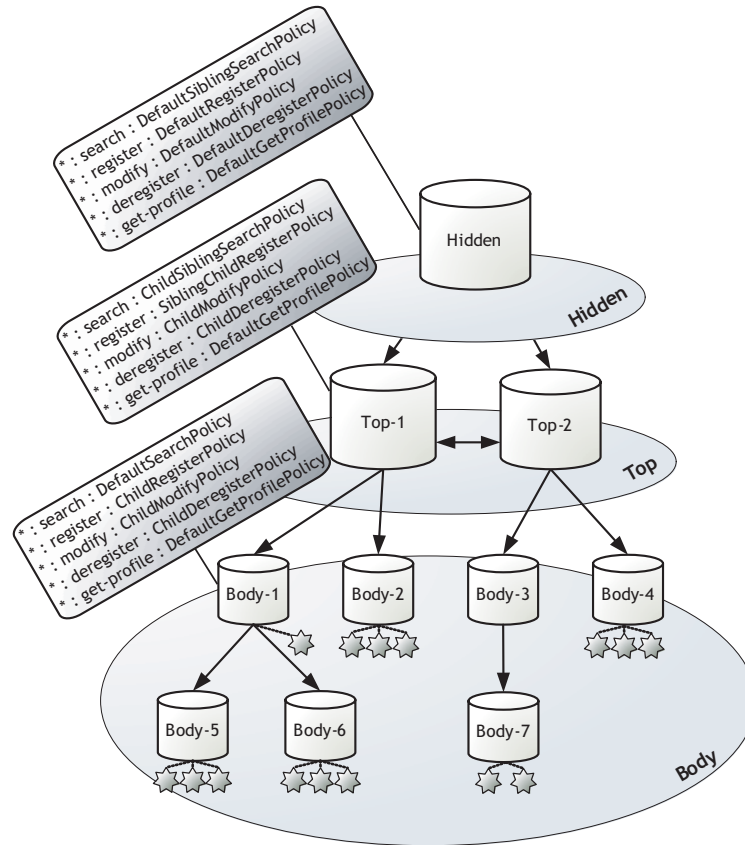 * : search : DefaultSiblingSearchPolicy
* : register : DefaultRegisterPolicy
* : modify : DefaultModifyPolicy
* : deregister : DefaultDeregisterPolicy
* : get-profile : DefaultGetProfilePolicy
Hidden
Hidden
* : search : ChildSiblingSearchPolicy
* : register : SiblingChildRegisterPolicy
* : modify : ChildModifyPolicy
* : deregister : ChildDeregisterPolicy
* : get-profile : DefaultGetProfilePolicy
Top-1
Top-2
Top
* : search : DefaultSearchPolicy
* : register : ChildRegisterPolicy
* : modify : ChildModifyPolicy
* : deregister : ChildDeregisterPolicy
* : get-profile : DefaultGetProfilePolicy
Body-1
Body-2
Body-3
Body-4
Body-5
Body-6
Body-7
Body